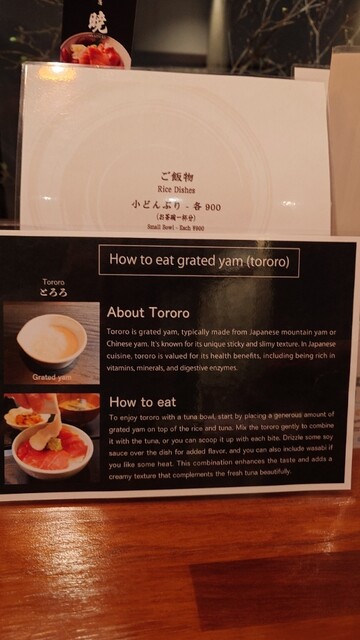 暁
ご飯物
Rice Dishes
小どんぶり - 各 900
(お茶碗一杯分)
Small Bowl - Each ¥900
How to eat grated yam (tororo)
Tororo
とろろ
Grated yam
About Tororo
Tororo is grated yam, typically made from Japanese mountain yam or
Chinese yam. It's known for its unique sticky and slimy texture. In Japanese
cuisine, tororo is valued for its health benefits, including being rich in
vitamins, minerals, and digestive enzymes.
How to eat
To enjoy tororo with a tuna bowl, start by placing a generous amount of
grated yam on top of the rice and tuna. Mix the tororo gently to combine
it with the tuna, or you can scoop it up with each bite. Drizzle some soy
sauce over the dish for added flavor, and you can also include wasabi if
you like some heat. This combination enhances the taste and adds a
creamy texture that complements the fresh tuna beautifully.